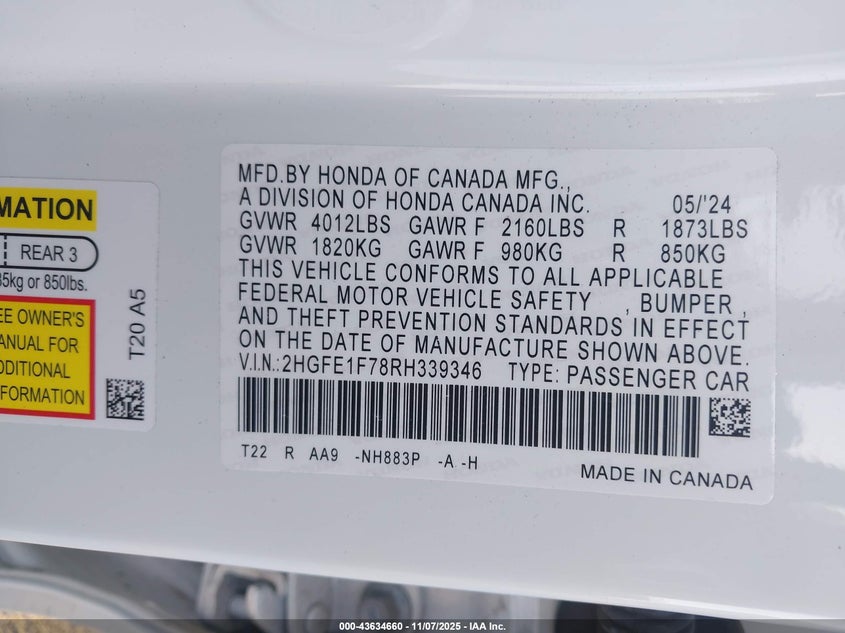 MATION
REAR 3
35kg or 850lbs.
EE OWNER'S
ANUAL FOR
DDITIONAL
FORMATION
T20 A5
MFD.BY HONDA OF CANADA MFG.,
A DIVISION OF HONDA CANADA INC. 05/'24
GVWR 4012LBS GAWR F 2160LBS R 1873LBS
GVWR 1820KG GAWR F 980KG R 850KG
THIS VEHICLE CONFORMS TO ALL APPLICABLE
FEDERAL MOTOR VEHICLE SAFETY , BUMPER ,
AND THEFT PREVENTION STANDARDS IN EFFECT
ON THE DATE OF MANUFACTURE SHOWN ABOVE.
V.I.N.:2HGFE1F78RH339346 TYPE: PASSENGER CAR
T22 R AA9 -NH883P -A -H
MADE IN CANADA
000-43634660 - 11/07/2025 - IAA Inc.